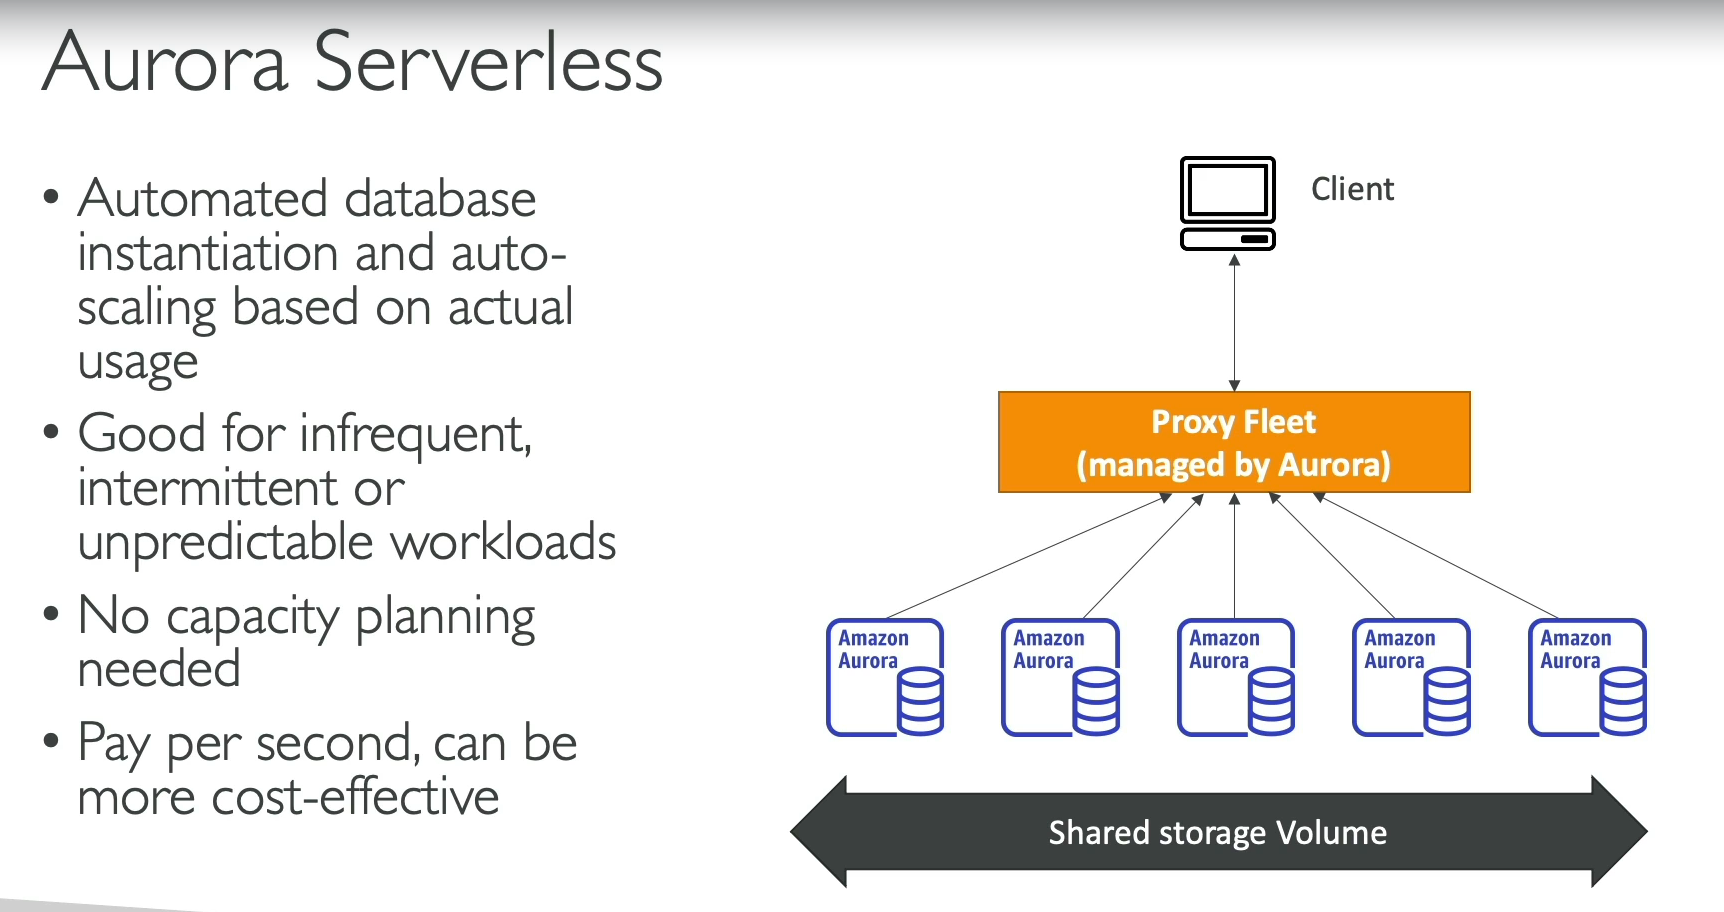 Aurora Serverless
• Automated database
instantiation and auto-
scaling based on actual
usage
• Good for infrequent,
intermittent or
unpredictable workloads
• No capacity planning
needed
• Pay per second, can be
more cost-effective
Client
Proxy Fleet
(managed by Aurora)
Amazon
Aurora
Amazon
Aurora
Amazon
Aurora
Amazon
Aurora
Amazon
Aurora
Shared storage Volume